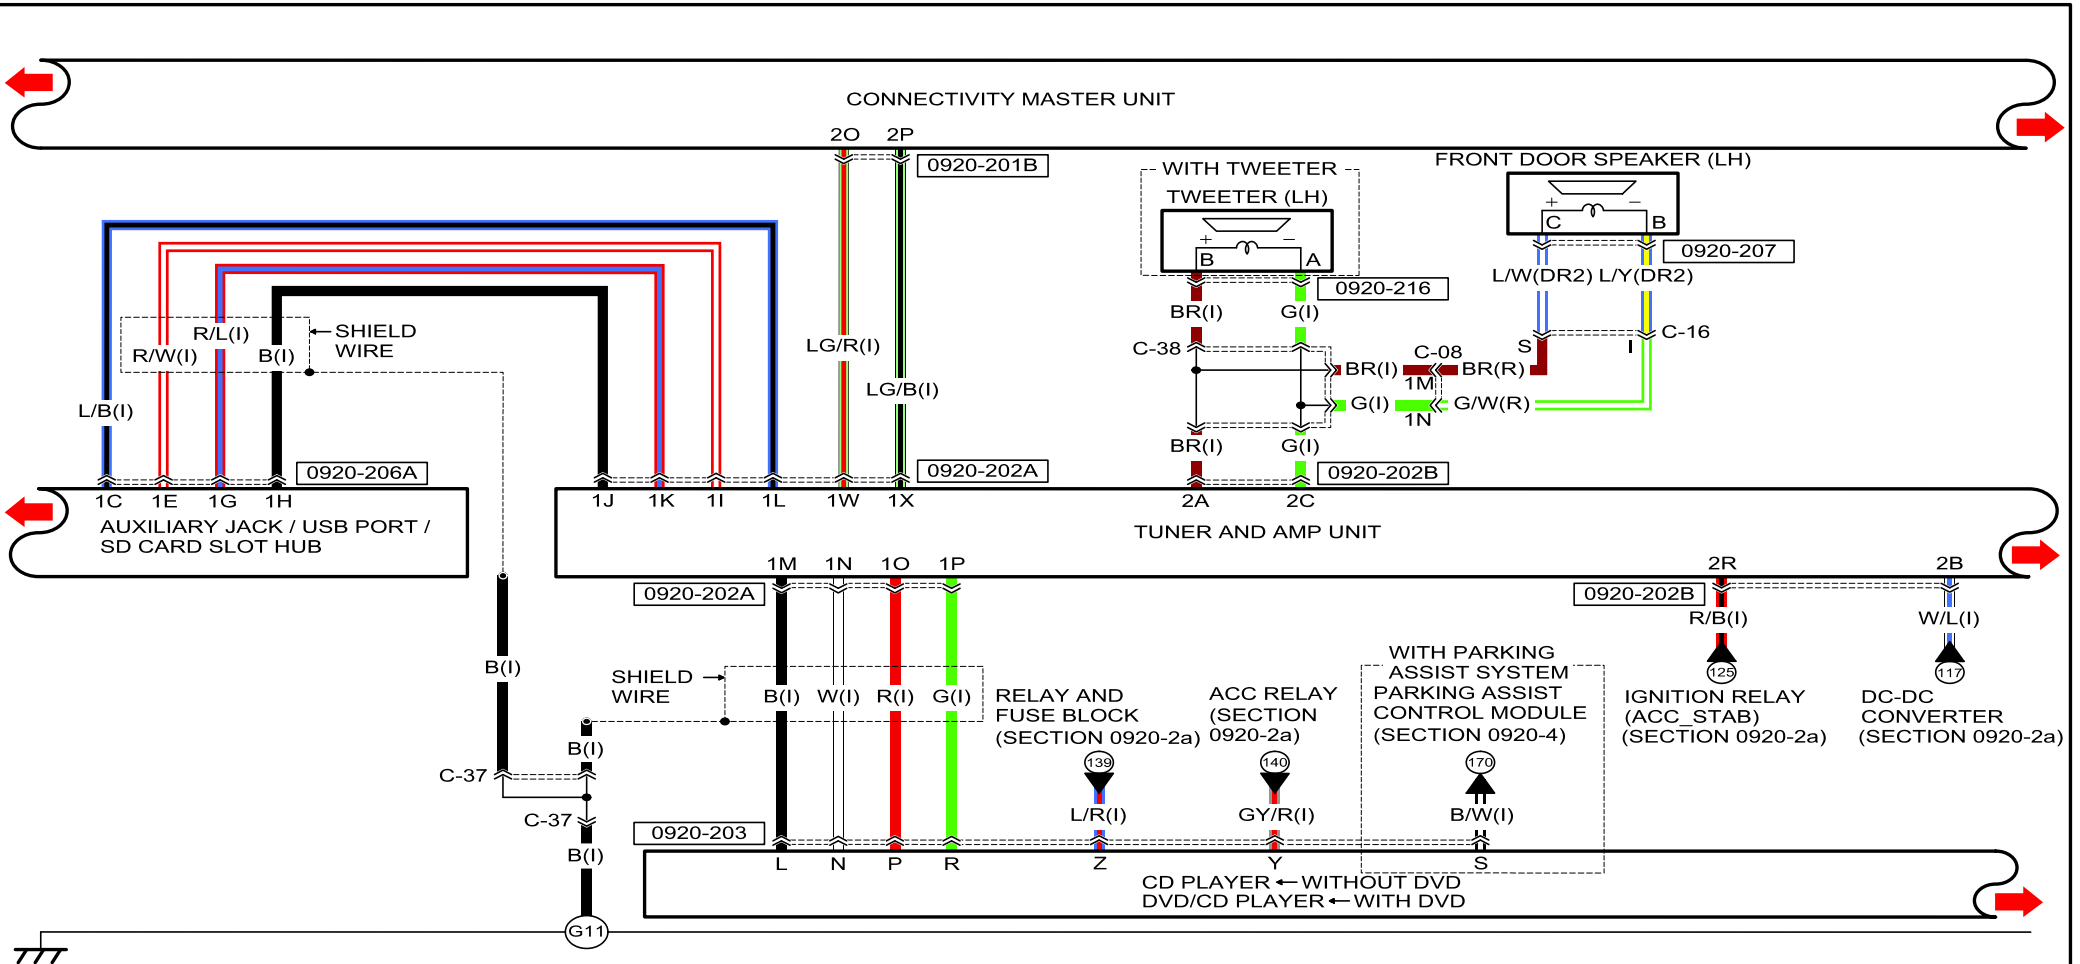 CONNECTIVITY MASTER UNIT
2O 2P
0920-201B
WITH TWEETER
TWEETER (LH)
+ −
B A
0920-216
FRONT DOOR SPEAKER (LH)
+ −
C B
0920-207
L/W(DR2) L/Y(DR2)
BR(I) G(I)
C-38
S I C-16
C-08
BR(I) 1M BR(R)
G(I) 1N G/W(R)
BR(I) G(I)
SHIELD
WIRE
R/L(I)
R/W(I) B(I)
L/B(I)
LG/R(I)
LG/B(I)
0920-206A
0920-202A
0920-202B
1C 1E 1G 1H
AUXILIARY JACK / USB PORT /
SD CARD SLOT HUB
1J 1K 1I 1L 1W 1X 2A 2C
TUNER AND AMP UNIT
1M 1N 1O 1P 2R 2B
0920-202A
0920-202B
R/B(I) W/L(I)
125 117
IGNITION RELAY
(ACC_STAB)
(SECTION 0920-2a)
DC-DC
CONVERTER
(SECTION 0920-2a)
B(I)
SHIELD
WIRE
B(I) W(I) R(I) G(I)
RELAY AND
FUSE BLOCK
(SECTION 0920-2a)
139
L/R(I)
ACC RELAY
(SECTION
0920-2a)
140
GY/R(I)
WITH PARKING
ASSIST SYSTEM
PARKING ASSIST
CONTROL MODULE
(SECTION 0920-4)
170
B/W(I)
B(I)
C-37
C-37
B(I)
G11
0920-203
L N P R Z Y S
CD PLAYER WITHOUT DVD
DVD/CD PLAYER WITH DVD